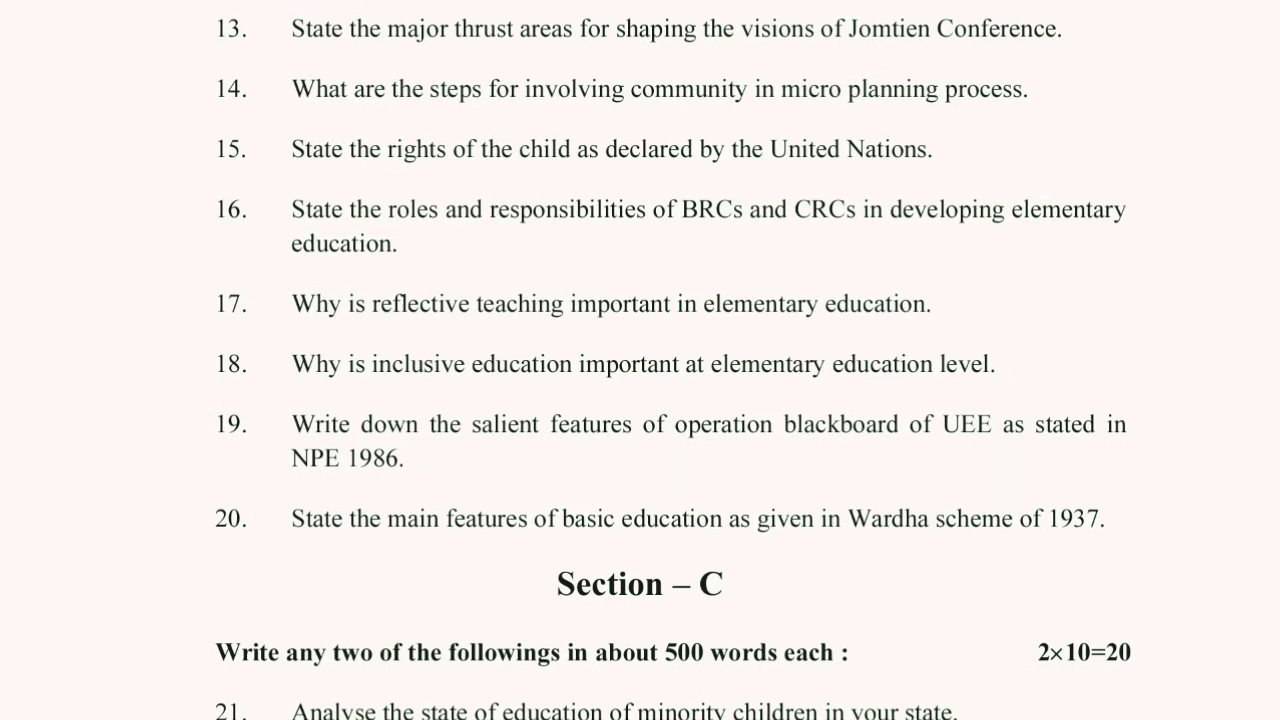 13. State the major thrust areas for shaping the visions of Jomtien Conference.
14. What are the steps for involving community in micro planning process.
15. State the rights of the child as declared by the United Nations.
16. State the roles and responsibilities of BRCs and CRCs in developing elementary
education.
17. Why is reflective teaching important in elementary education.
18. Why is inclusive education important at elementary education level.
19. Write down the salient features of operation blackboard of UEE as stated in
NPE 1986.
20. State the main features of basic education as given in Wardha scheme of 1937.
Section – C
Write any two of the followings in about 500 words each : 2×10=20
21. Analyse the state of education of minority children in your state.